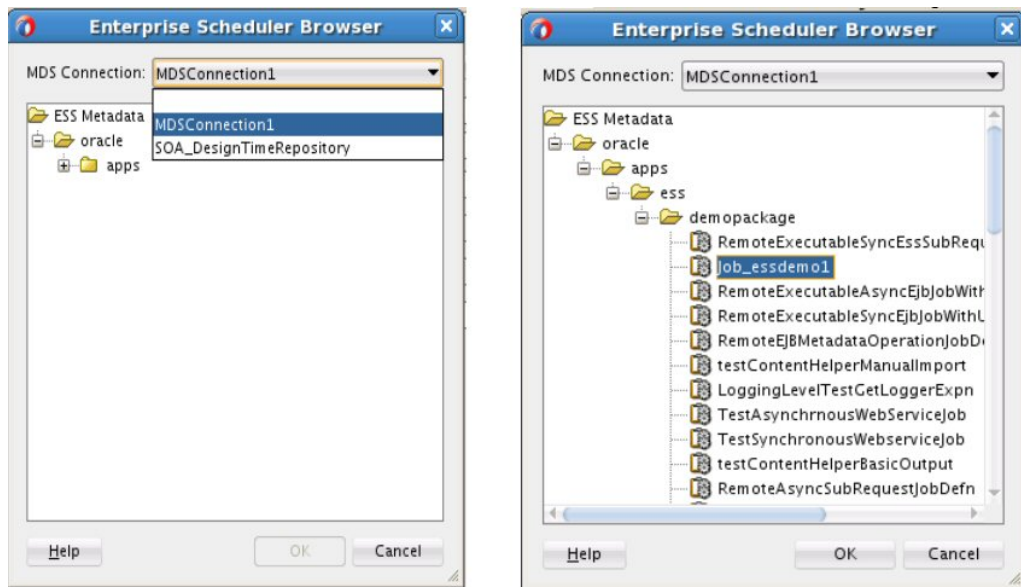 Enterprise Scheduler Browser
MDS Connection: MDSConnection1
MDSConnection1
SOA_DesignTimeRepository
ESS Metadata
oracle
apps
Help OK Cancel
Enterprise Scheduler Browser
MDS Connection: MDSConnection1
ESS Metadata
oracle
apps
ess
demopackage
RemoteExecutableSyncEssSubRequ
Job_essdemo1
RemoteExecutableAsyncEjbJobWith
RemoteExecutableSyncEjbJobWithU
RemoteEJBMetadataOperationJobD
testContentHelperManualImport
LoggingLevelTestGetLoggerExpn
TestAsynchrnousWebServiceJob
TestSynchronousWebserviceJob
testContentHelperBasicOutput
RemoteAsyncSubRequestJobDefn
Help OK Cancel